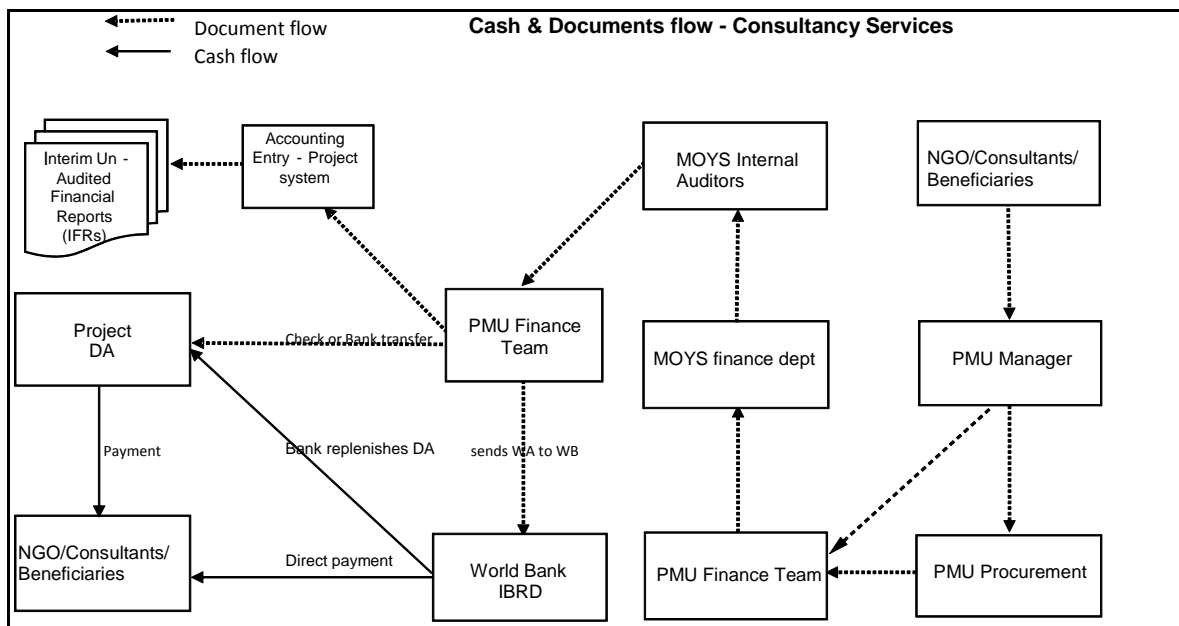 Cash & Documents flow - Consultancy Services
Document flow
Cash flow
Interim Un -
Audited
Financial
Reports
(IFRs)
Accounting
Entry - Project
system
MOYS Internal
Auditors
NGO/Consultants/
Beneficiaries
Project
DA
Check or Bank transfer
PMU Finance
Team
MOYS finance dept
PMU Manager
Payment
Bank replenishes DA
sends WA to WB
NGO/Consultants/
Beneficiaries
Direct payment
World Bank
IBRD
PMU Finance Team
PMU Procurement